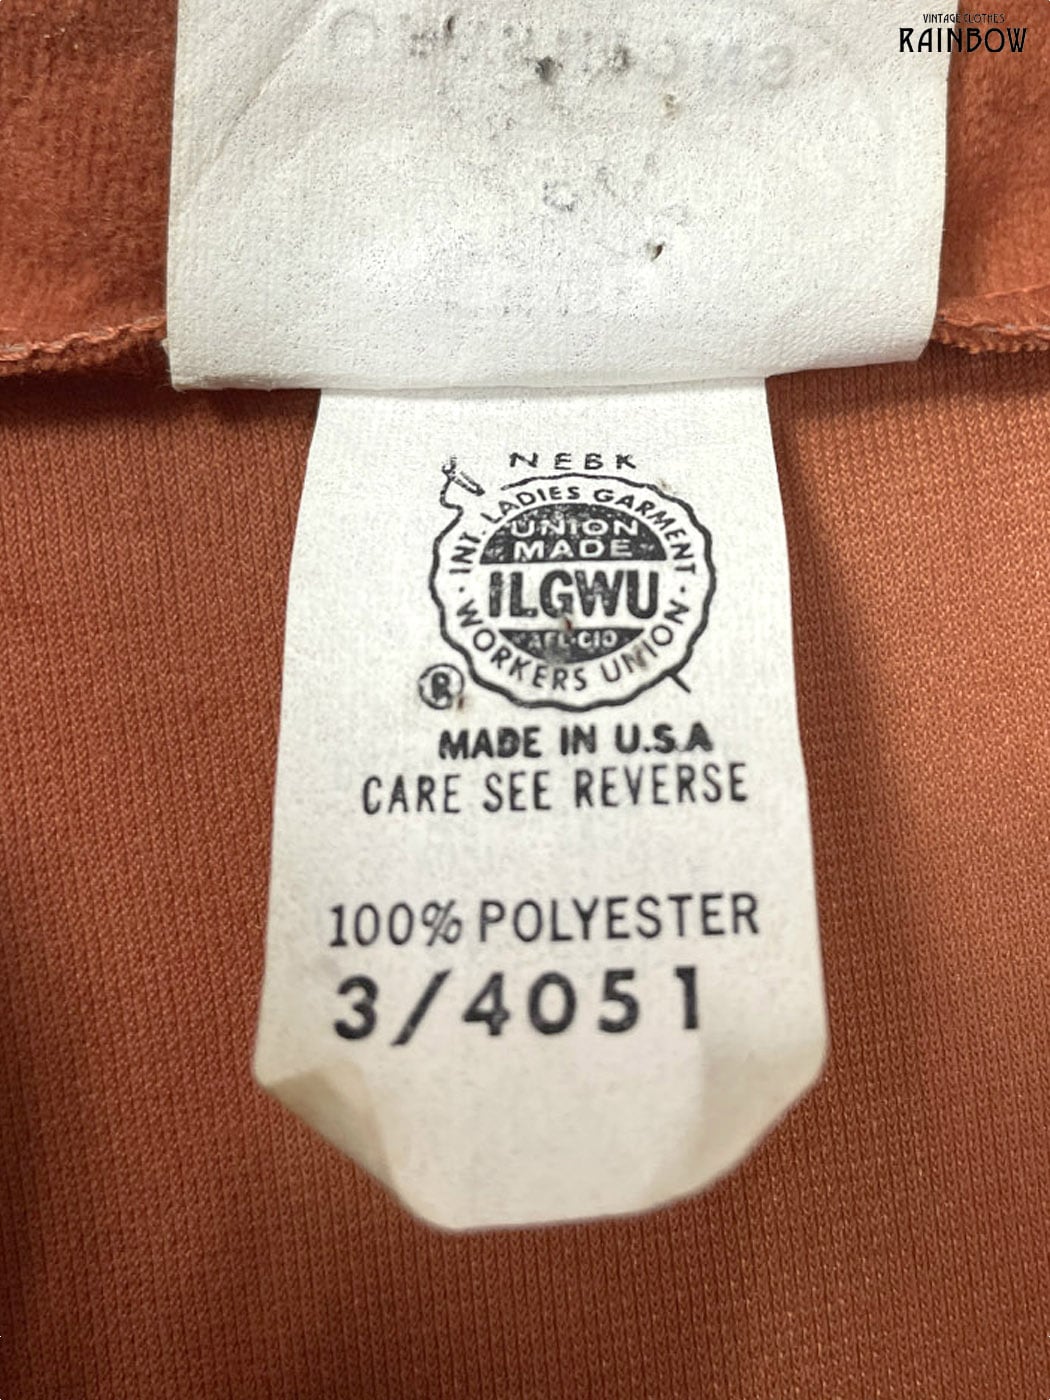 VINTAGE CLOTHES
RAINBOW
NEBK
INT. LADIES GARMENT
UNION
MADE
ILGWU
AFL-CIO
WORKERS UNION
®
MADE IN U.S.A
CARE SEE REVERSE
100% POLYESTER
3/4051